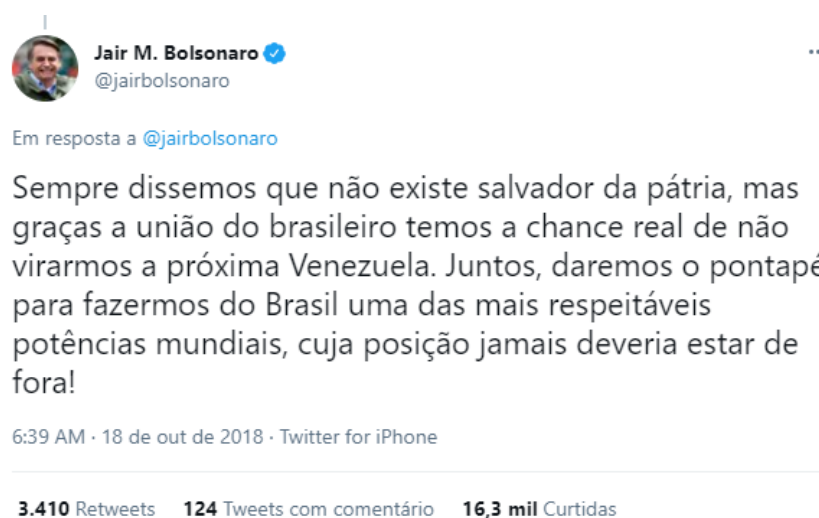 Jair M. Bolsonaro
@jairbolsonaro
Em resposta a @jairbolsonaro
Sempre dissemos que não existe salvador da pátria, mas
graças a união do brasileiro temos a chance real de não
virarmos a próxima Venezuela. Juntos, daremos o pontapé
para fazermos do Brasil uma das mais respeitáveis
potências mundiais, cuja posição jamais deveria estar de
fora!
6:39 AM · 18 de out de 2018 · Twitter for iPhone
3.410 Retweets 124 Tweets com comentário 16,3 mil Curtidas